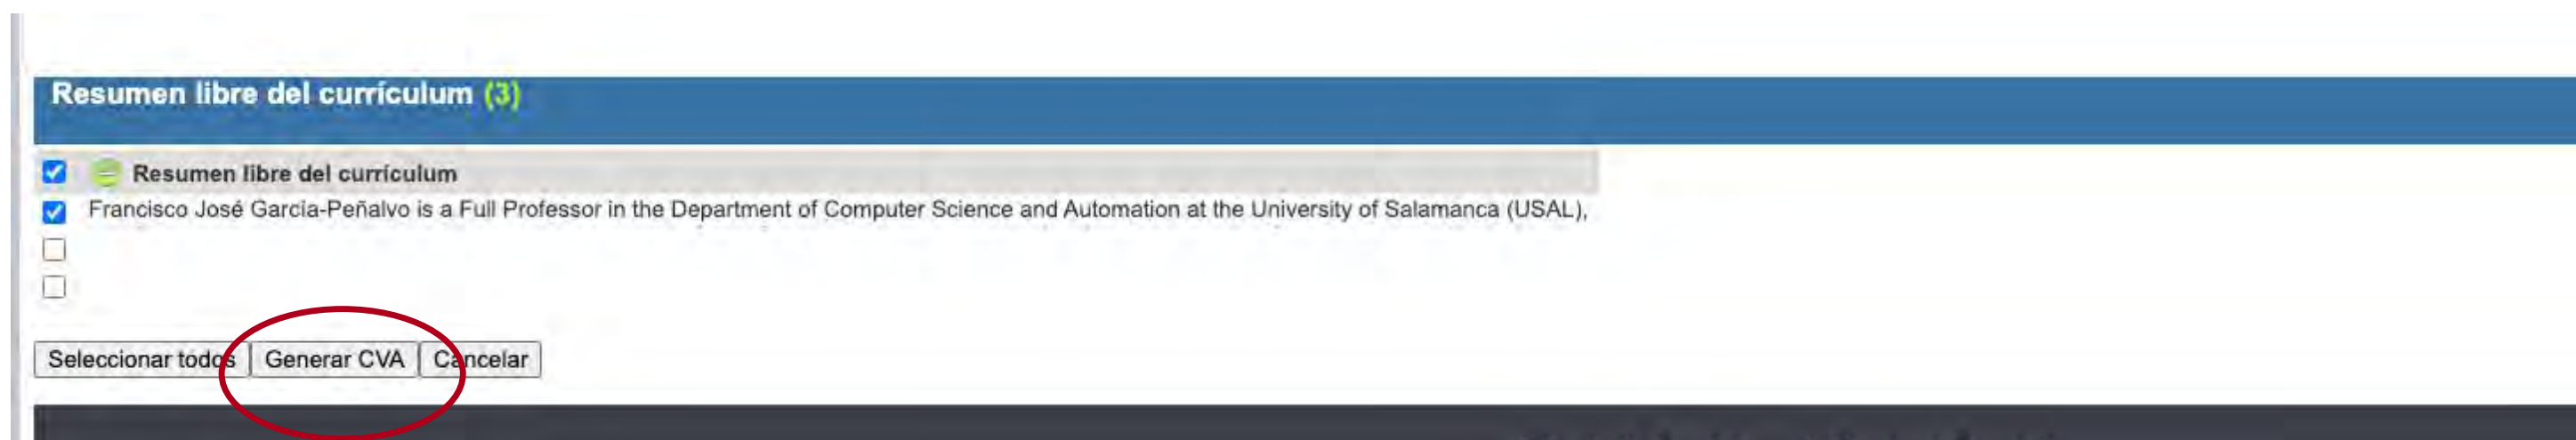 Resumen libre del currículum (3)
Resumen libre del currículum
Francisco José García-Peñalvo is a Full Professor in the Department of Computer Science and Automation at the University of Salamanca (USAL),
Seleccionar todos Generar CVA Cancelar